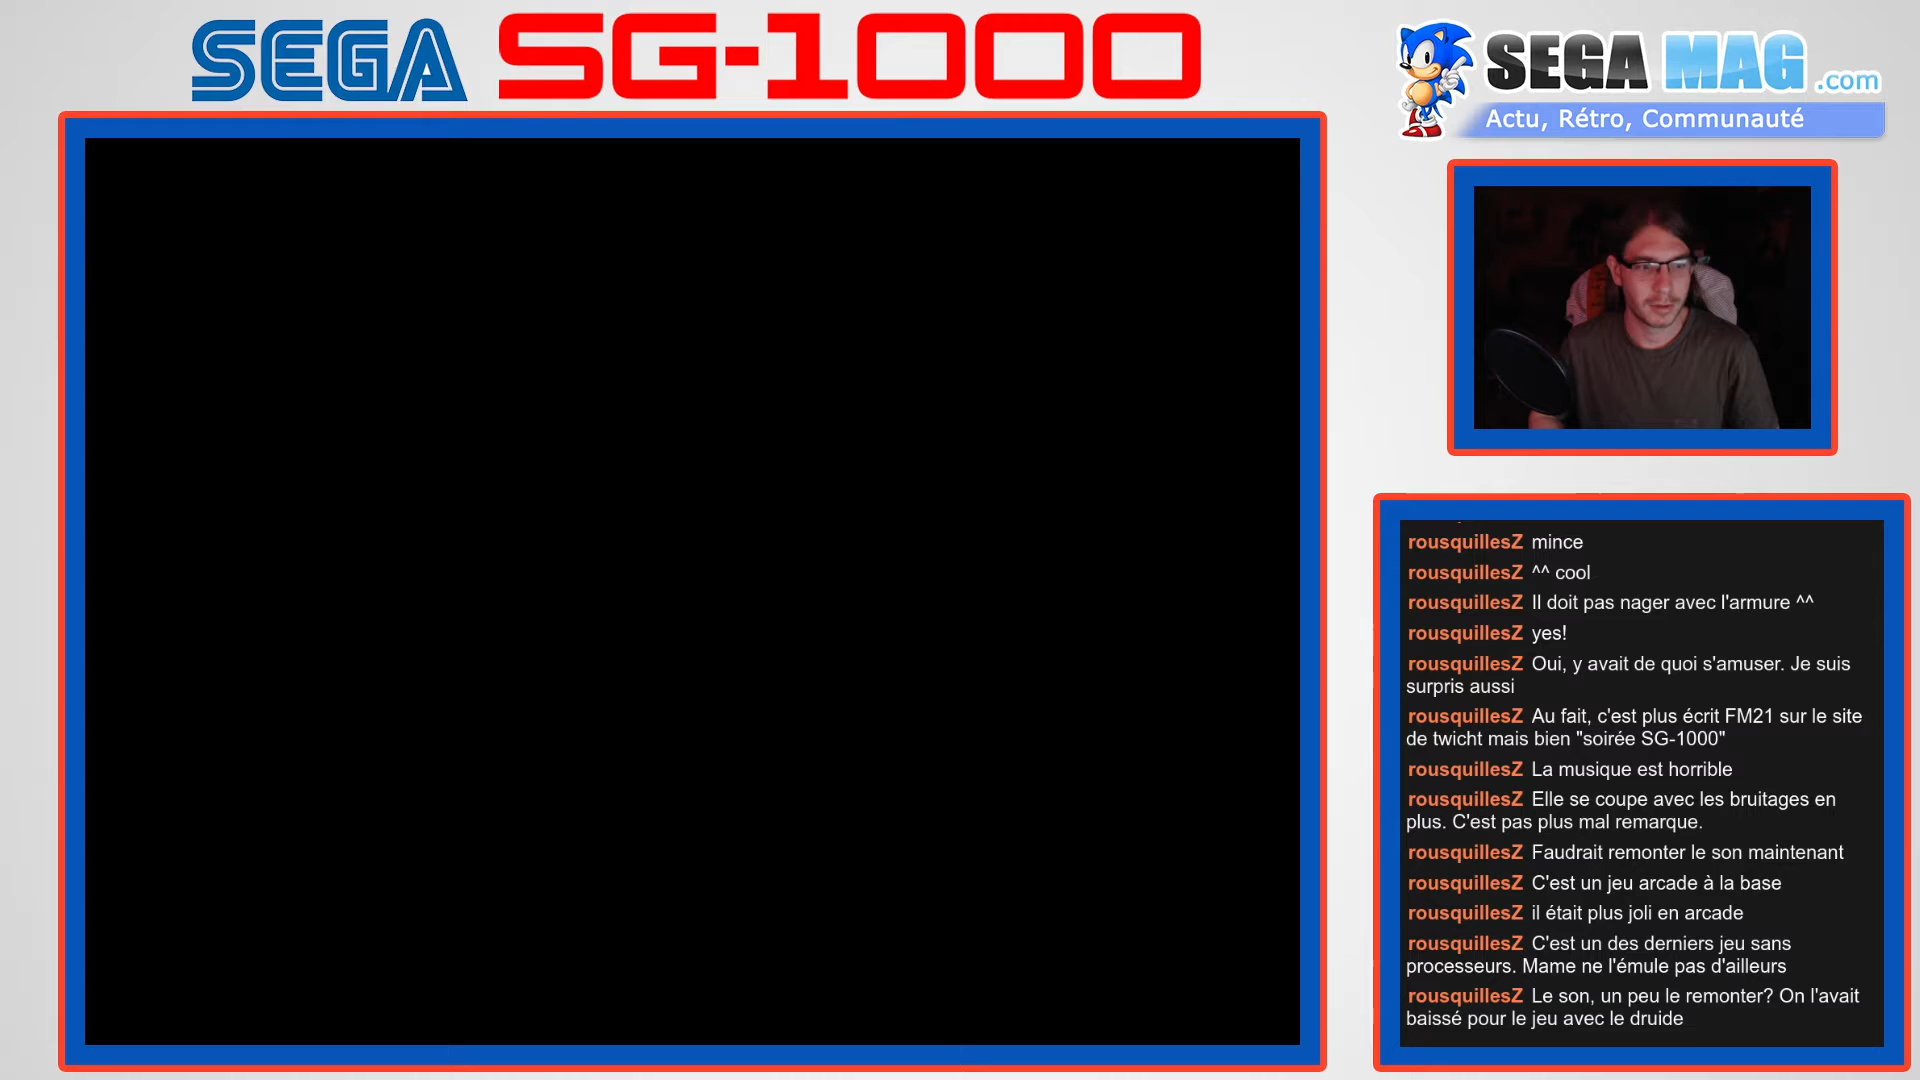 SEGA SG-1000
SEGA MAG .com
Actu, Rétro, Communauté
rousquillesZ mince
rousquillesZ ^^ cool
rousquillesZ Il doit pas nager avec l'armure ^^
rousquillesZ yes!
rousquillesZ Oui, y avait de quoi s'amuser. Je suis
surpris aussi
rousquillesZ Au fait, c'est plus écrit FM21 sur le site
de twicht mais bien "soirée SG-1000"
rousquillesZ La musique est horrible
rousquillesZ Elle se coupe avec les bruitages en
plus. C'est pas plus mal remarque.
rousquillesZ Faudrait remonter le son maintenant
rousquillesZ C'est un jeu arcade à la base
rousquillesZ il était plus joli en arcade
rousquillesZ C'est un des derniers jeu sans
processeurs. Mame ne l'émule pas d'ailleurs
rousquillesZ Le son, un peu le remonter? On l'avait
baissé pour le jeu avec le druide